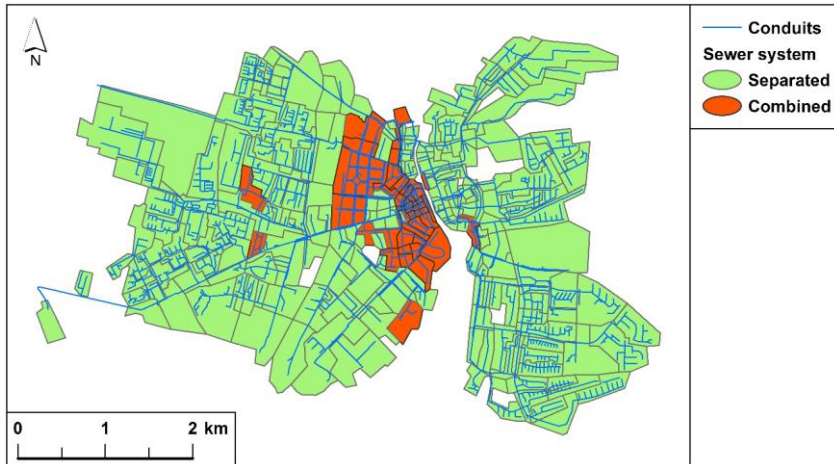 N
Conduits
Sewer system
Separated
Combined
0 1 2 km